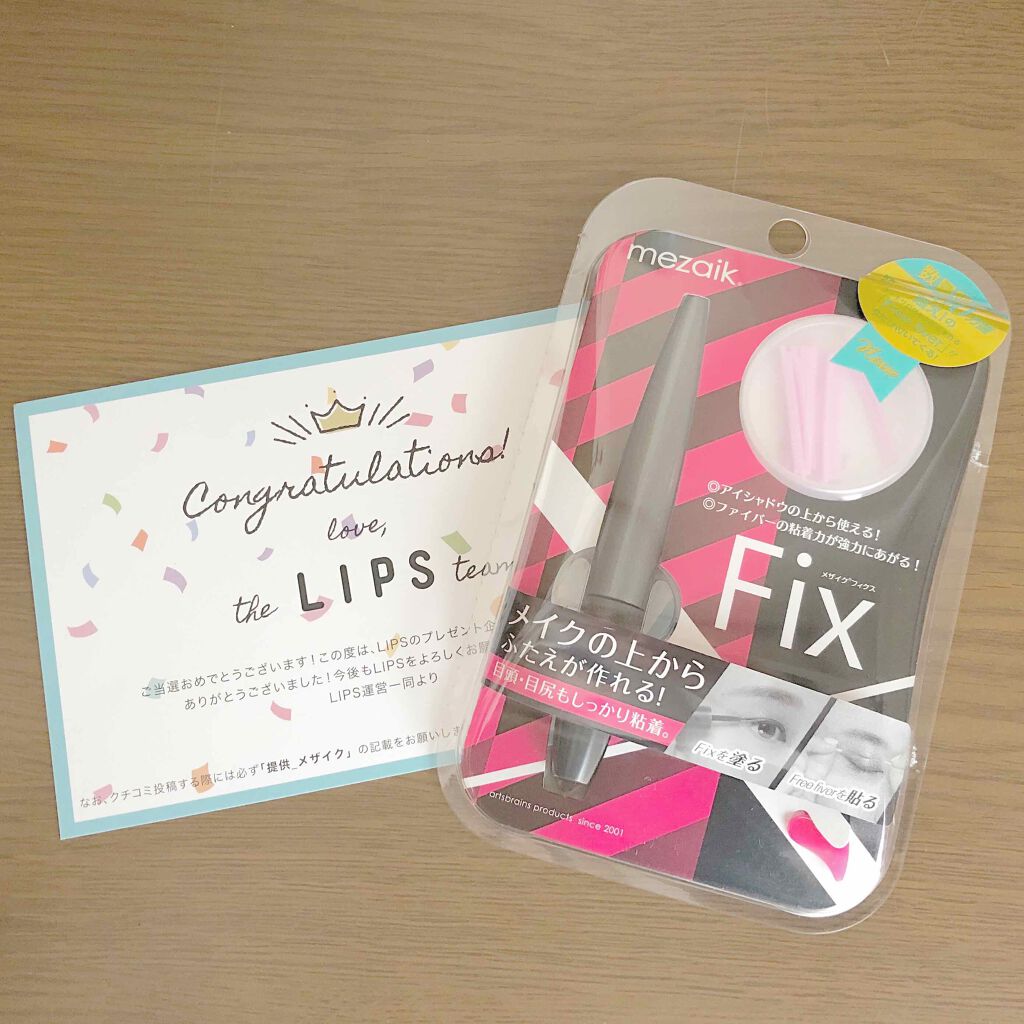 Congratulations!
love,
the LIPS team
ご当選おめでとうございます！この度は、LIPSのプレゼント企
ありがとうございました！今後もLIPSをよろしくお願
LIPS運営一同より
なお、クチコミ投稿する際には必ず「提供_メザイク」の記載をお願いしま
mezaik
◎アイシャドウの上から使える！
◎ファイバーの粘着力が強力にあがる！
メザイク フィクス
Fix
メイクの上から
ふたえが作れる！
目頭・目尻もしっかり粘着。
Fixを塗る
Free fiverを貼る
artsbrains products since 2001